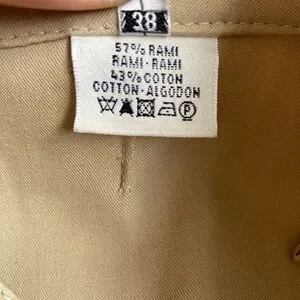 38
57% RAMI
RAMI-RAMI
43% COTON
COTTON-ALGODON